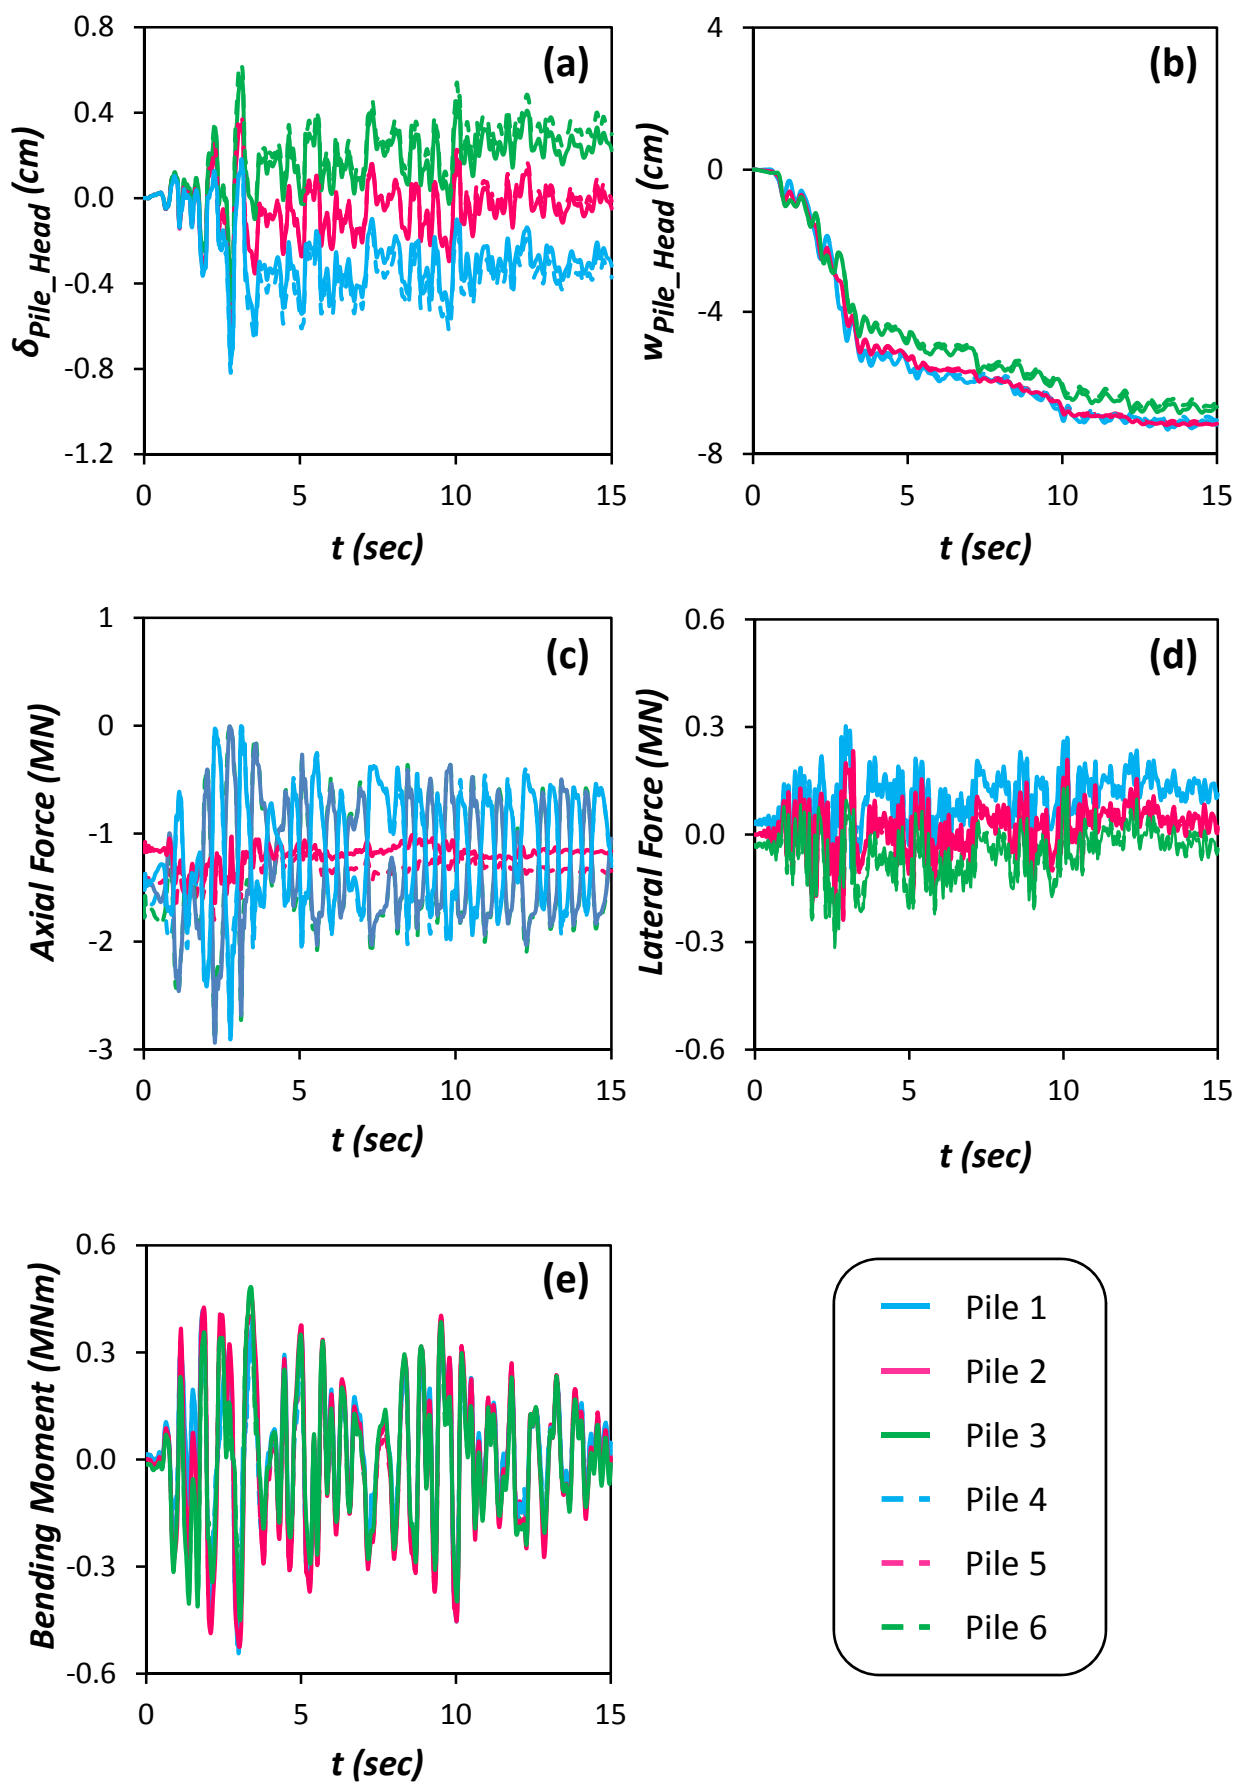 0.8
0.4
0.0
-0.4
-0.8
-1.2
δPile_Head (cm)
(a)
0 5 10 15
t (sec)
4
0
-4
-8
wPile_Head (cm)
(b)
0 5 10 15
t (sec)
1
0
-1
-2
-3
Axial Force (MN)
(c)
0 5 10 15
t (sec)
0.6
0.3
0.0
-0.3
-0.6
Lateral Force (MN)
(d)
0 5 10 15
t (sec)
0.6
0.3
0.0
-0.3
-0.6
Bending Moment (MNm)
(e)
0 5 10 15
t (sec)
Pile 1
Pile 2
Pile 3
Pile 4
Pile 5
Pile 6